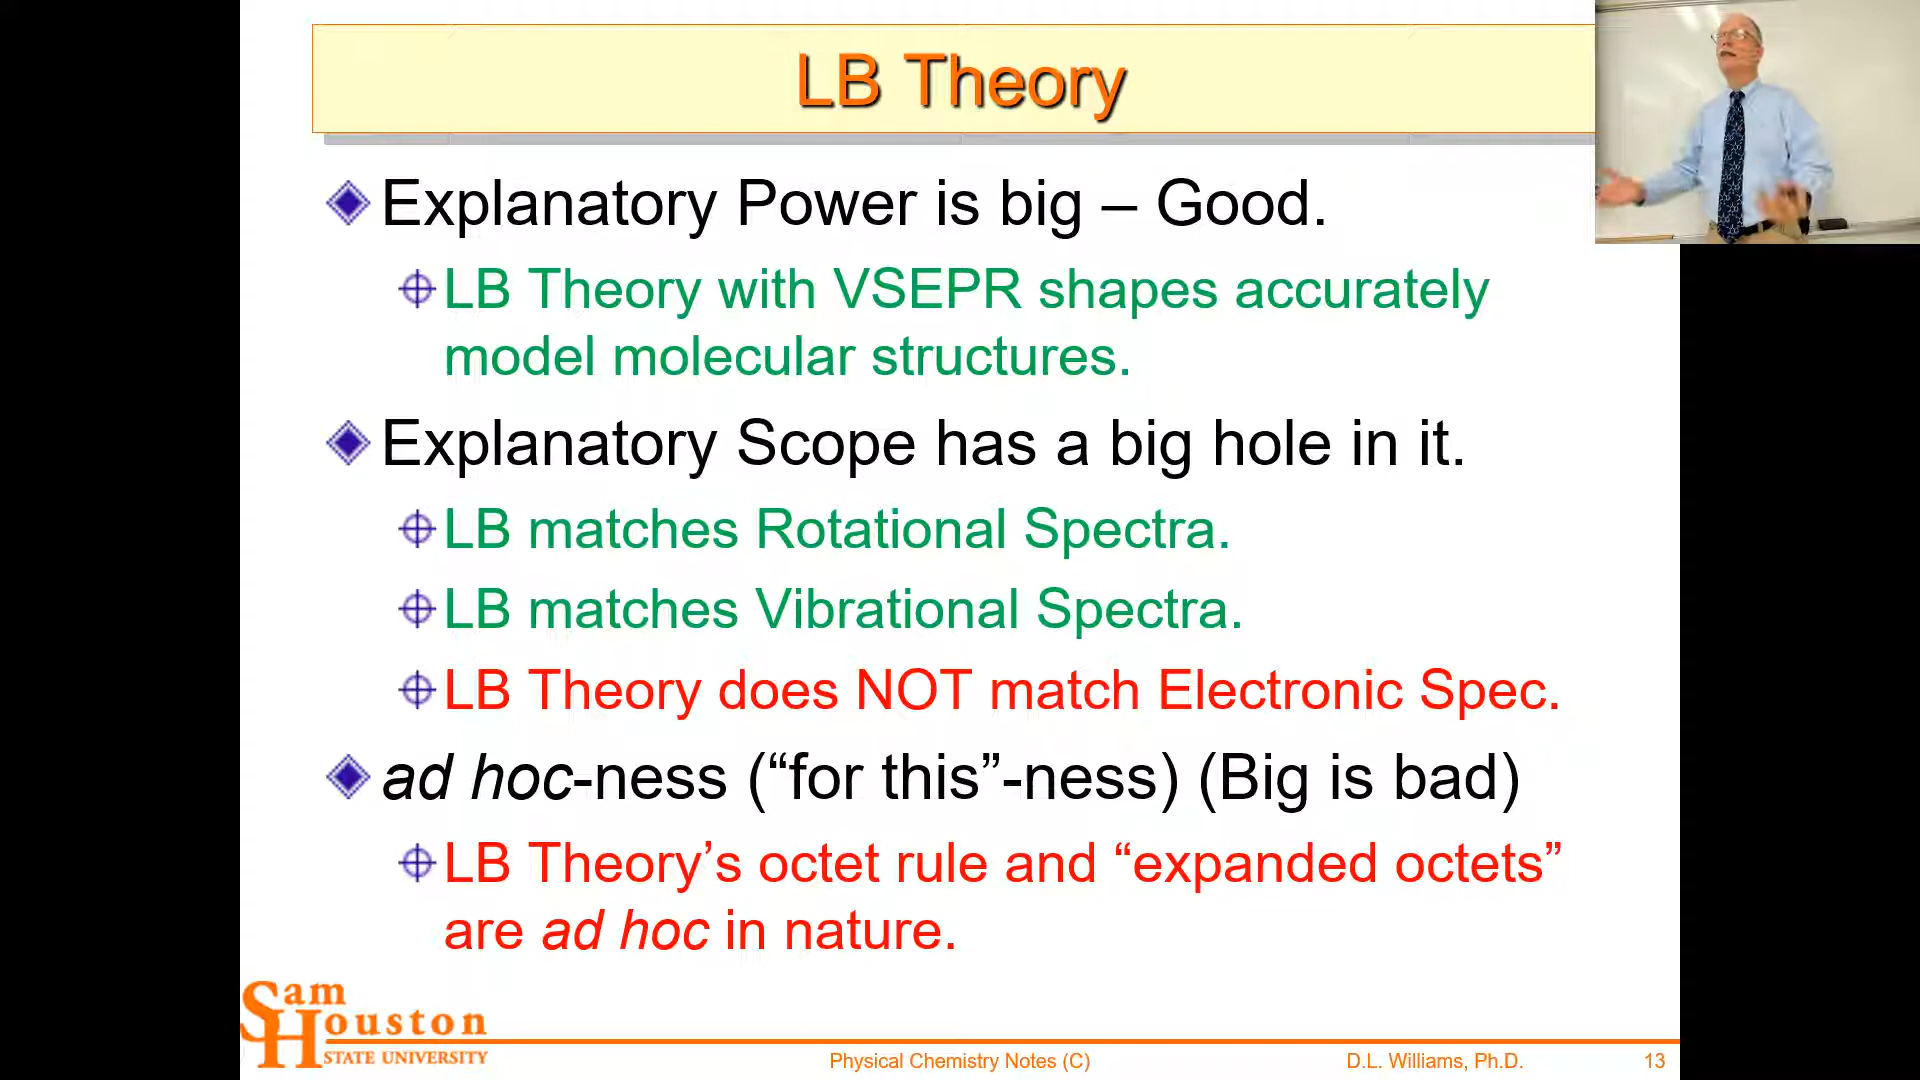 LB Theory
Explanatory Power is big – Good.
LB Theory with VSEPR shapes accurately
model molecular structures.
Explanatory Scope has a big hole in it.
LB matches Rotational Spectra.
LB matches Vibrational Spectra.
LB Theory does NOT match Electronic Spec.
ad hoc-ness (“for this”-ness) (Big is bad)
LB Theory’s octet rule and “expanded octets”
are ad hoc in nature.
Sam
Houston
STATE UNIVERSITY
Physical Chemistry Notes (C)
D.L. Williams, Ph.D.
13